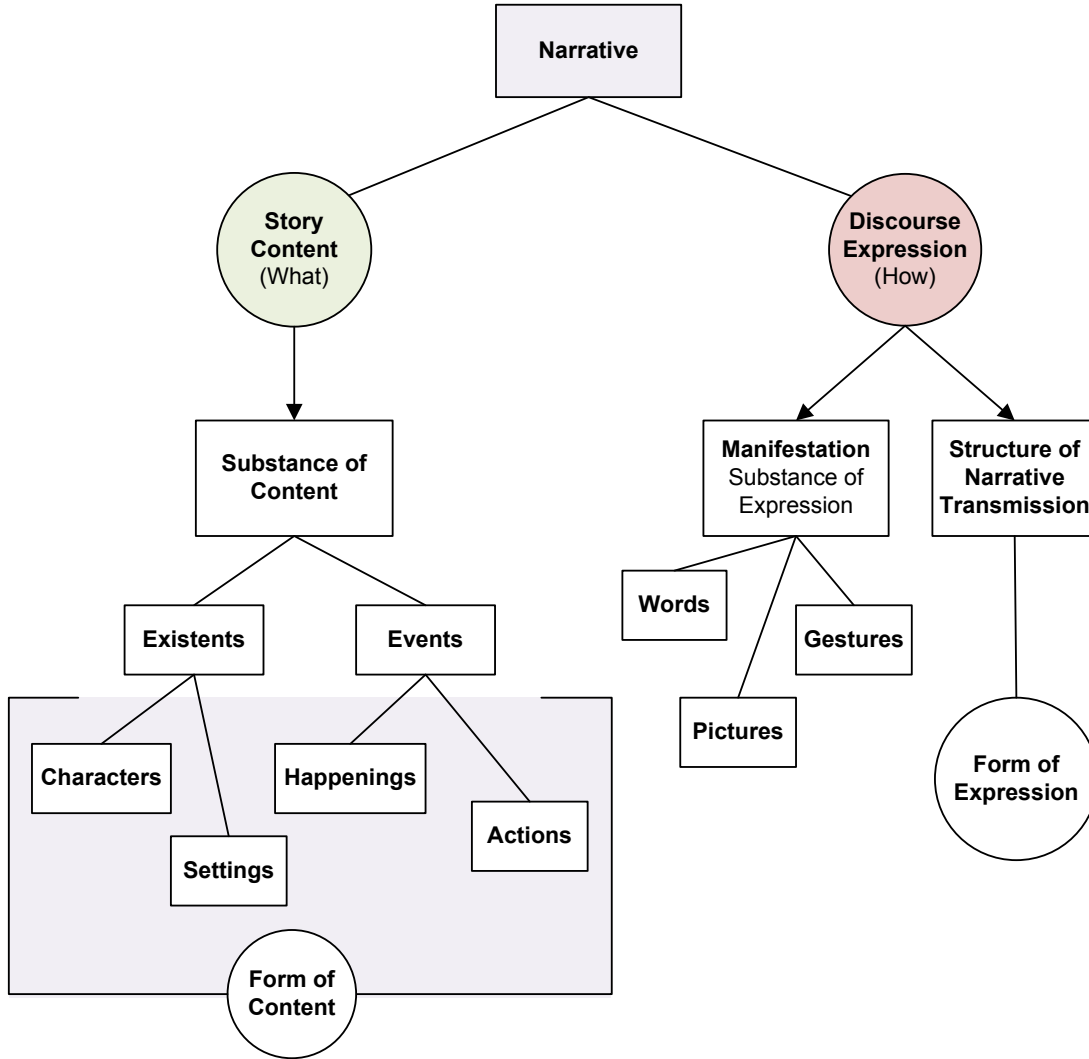 Narrative
Story
Content
(What)
Discourse
Expression
(How)
Substance of
Content
Manifestation
Substance of
Expression
Structure of
Narrative
Transmission
Existents
Events
Words
Gestures
Pictures
Characters
Happenings
Settings
Actions
Form of
Expression
Form of
Content